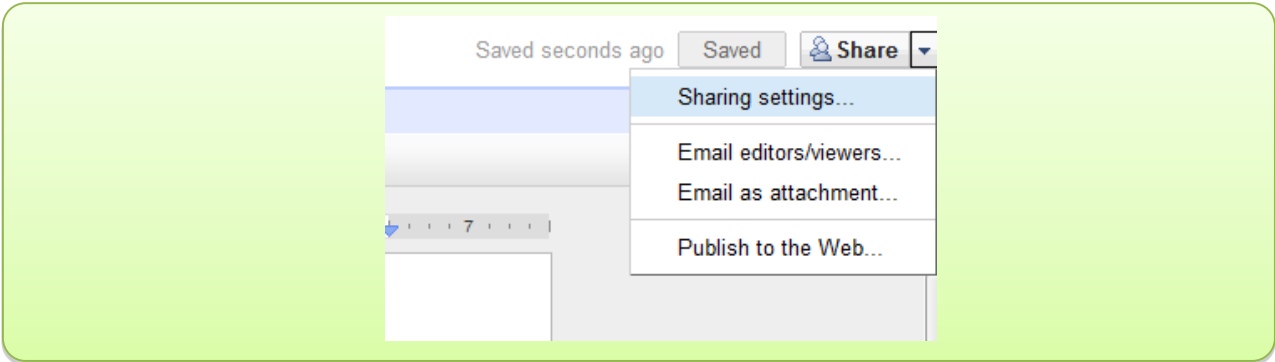 Saved seconds ago Saved Share
Sharing settings...
Email editors/viewers...
Email as attachment...
7
Publish to the Web...